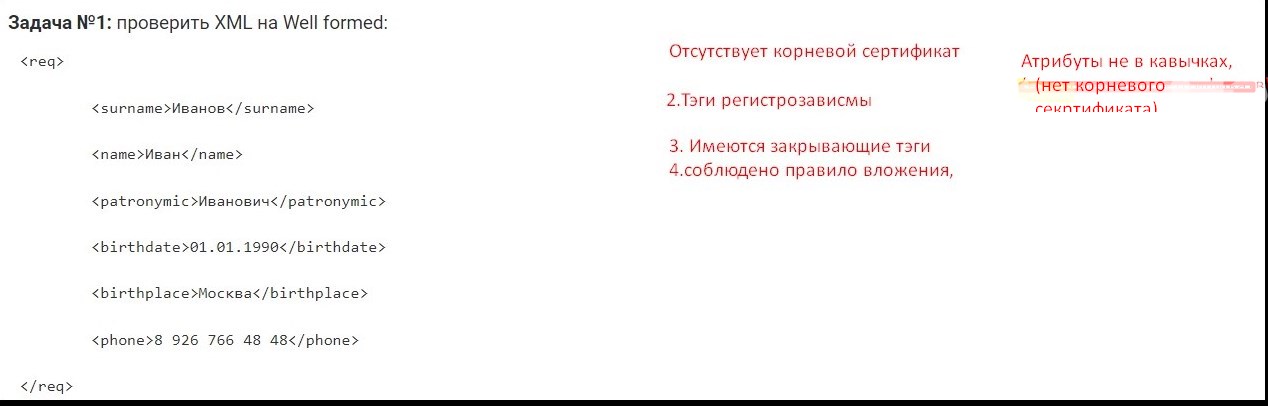 Задача №1: проверить XML на Well formed:
<req>
<surname>Иванов</surname>
<name>Иван</name>
<patronymic>Иванович</patronymic>
<birthdate>01.01.1990</birthdate>
<birthplace>Москва</birthplace>
<phone>8 926 766 48 48</phone>
</req>
Отсутствует корневой сертификат
2.Тэги регистрозависмы
3. Имеются закрывающие тэги
4.соблюдено правило вложения,
Атрибуты не в кавычках,
(нет корневого
секртификата)